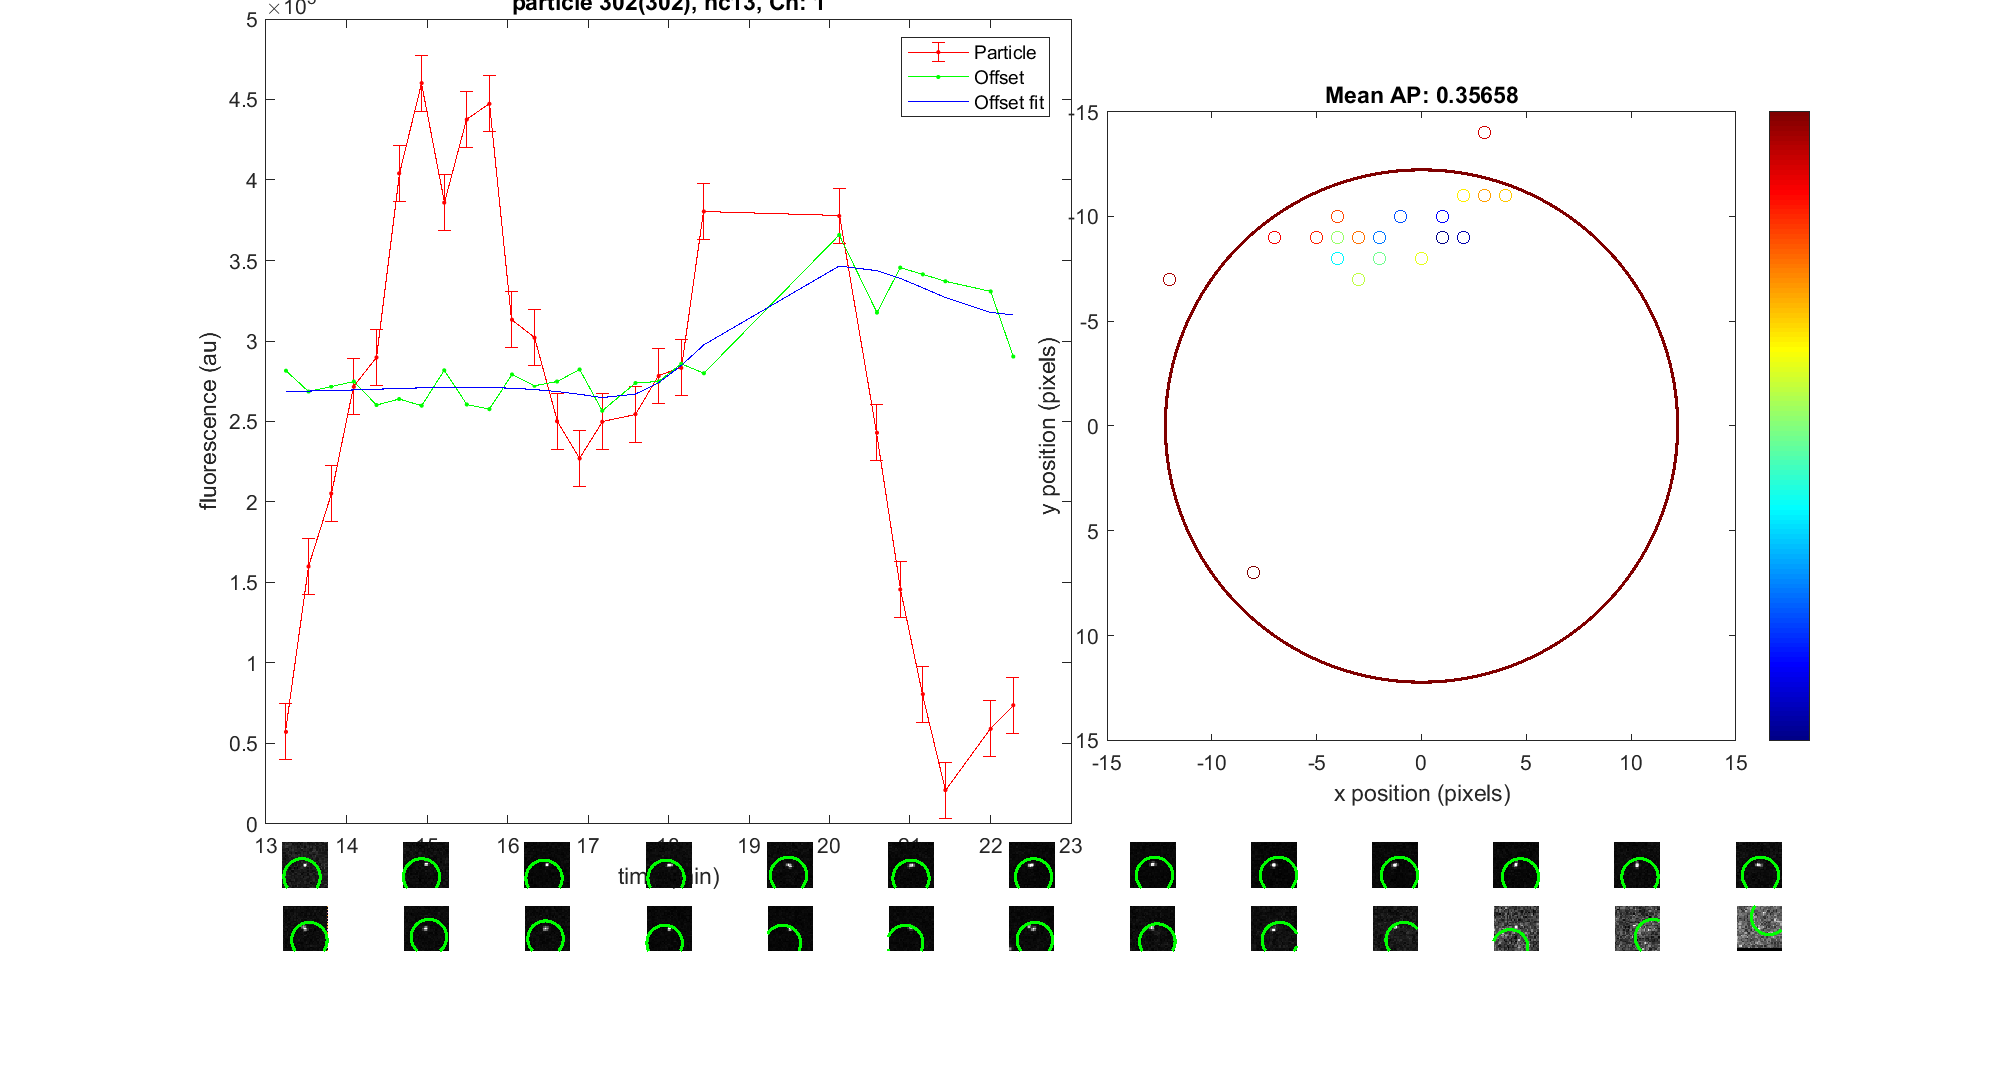 particle 302(302), nc13, Ch: 1
5
4.5
4
3.5
3
2.5
2
1.5
1
0.5
0
fluorescence (au)
Particle
Offset
Offset fit
13 14 16 17 19 20 22 23
Mean AP: 0.35658
-15
-10
-5
0
5
10
15
y position (pixels)
-15 -10 -5 0 5 10 15
x position (pixels)